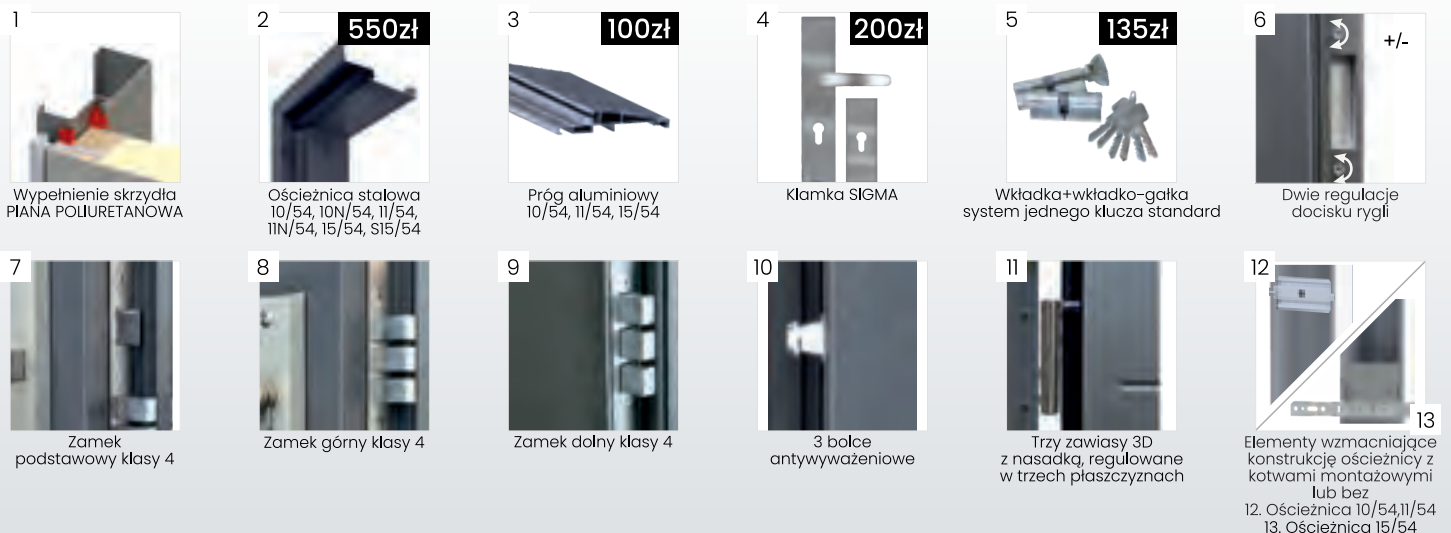 1
Wypełnienie skrzydła
PIANA POLIURETANOWA
2
550zł
Ościeżnica stalowa
10/54, 10N/54, 11/54,
11N/54, 15/54, S15/54
3
100zł
Próg aluminiowy
10/54, 11/54, 15/54
4
200zł
Klamka SIGMA
5
135zł
Wkładka+wkładko-gałka
system jednego klucza standard
6
+/-
Dwie regulacje
docisku rygli
7
Zamek
podstawowy klasy 4
8
Zamek górny klasy 4
9
Zamek dolny klasy 4
10
3 bolce
antywyważeniowe
11
Trzy zawiasy 3D
z nasadką, regulowane
w trzech płaszczyznach
12
13
Elementy wzmacniające
konstrukcję ościeżnicy z
kotwami montażowymi
lub bez
12. Ościeżnica 10/54,11/54
13. Ościeżnica 15/54